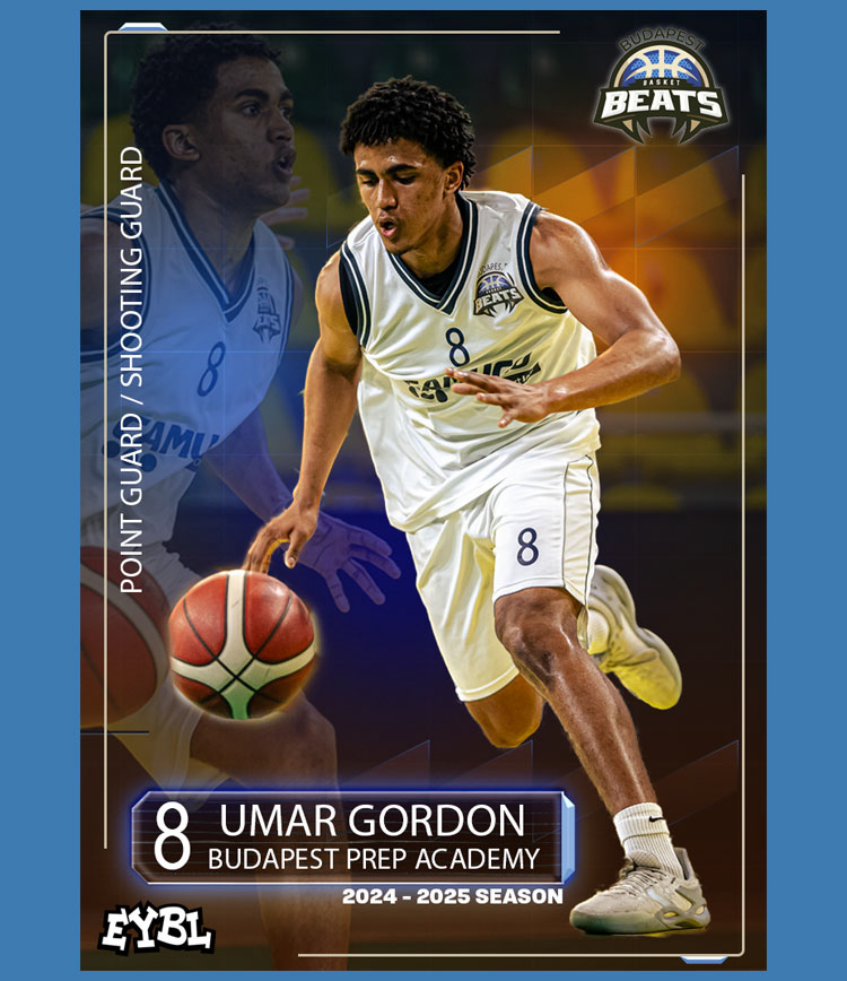 BUDAPEST
BASKET
BEATS
POINT GUARD / SHOOTING GUARD
BEATS
8
8
8
8 UMAR GORDON
BUDAPEST PREP ACADEMY
2024 - 2025 SEASON
EYBL